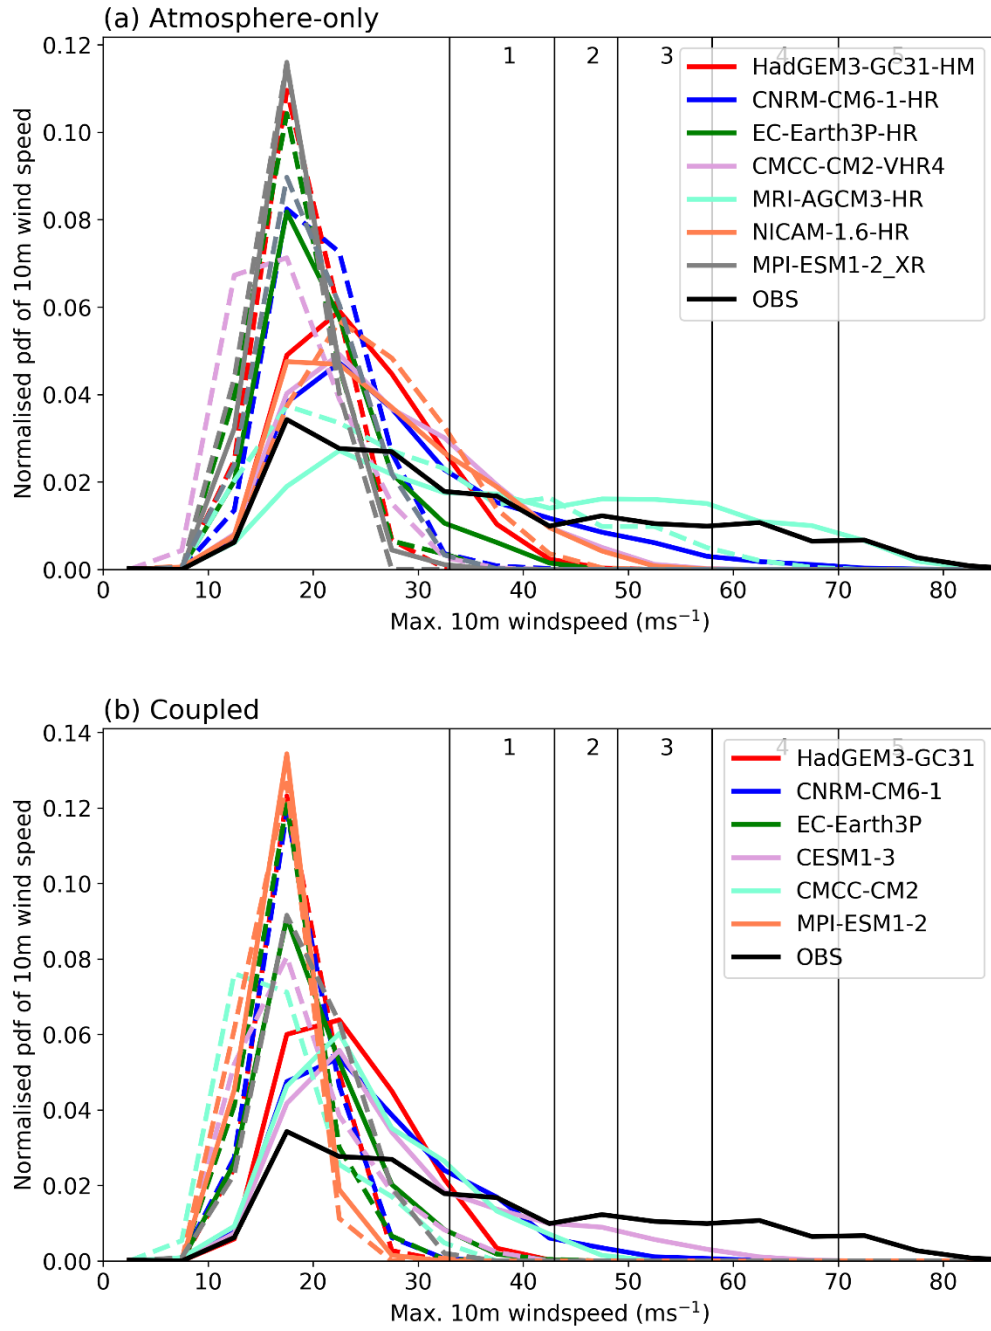 (a) Atmosphere-only
0.12
0.10
0.08
0.06
0.04
0.02
0.00
Normalised pdf of 10m wind speed
1 2 3 4 5
HadGEM3-GC31-HM
CNRM-CM6-1-HR
EC-Earth3P-HR
CMCC-CM2-VHR4
MRI-AGCM3-HR
NICAM-1.6-HR
MPI-ESM1-2_XR
OBS
0 10 20 30 40 50 60 70 80
Max. 10m windspeed (ms⁻¹)
(b) Coupled
0.14
0.12
0.10
0.08
0.06
0.04
0.02
0.00
Normalised pdf of 10m wind speed
1 2 3 4 5
HadGEM3-GC31
CNRM-CM6-1
EC-Earth3P
CESM1-3
CMCC-CM2
MPI-ESM1-2
OBS
0 10 20 30 40 50 60 70 80
Max. 10m windspeed (ms⁻¹)